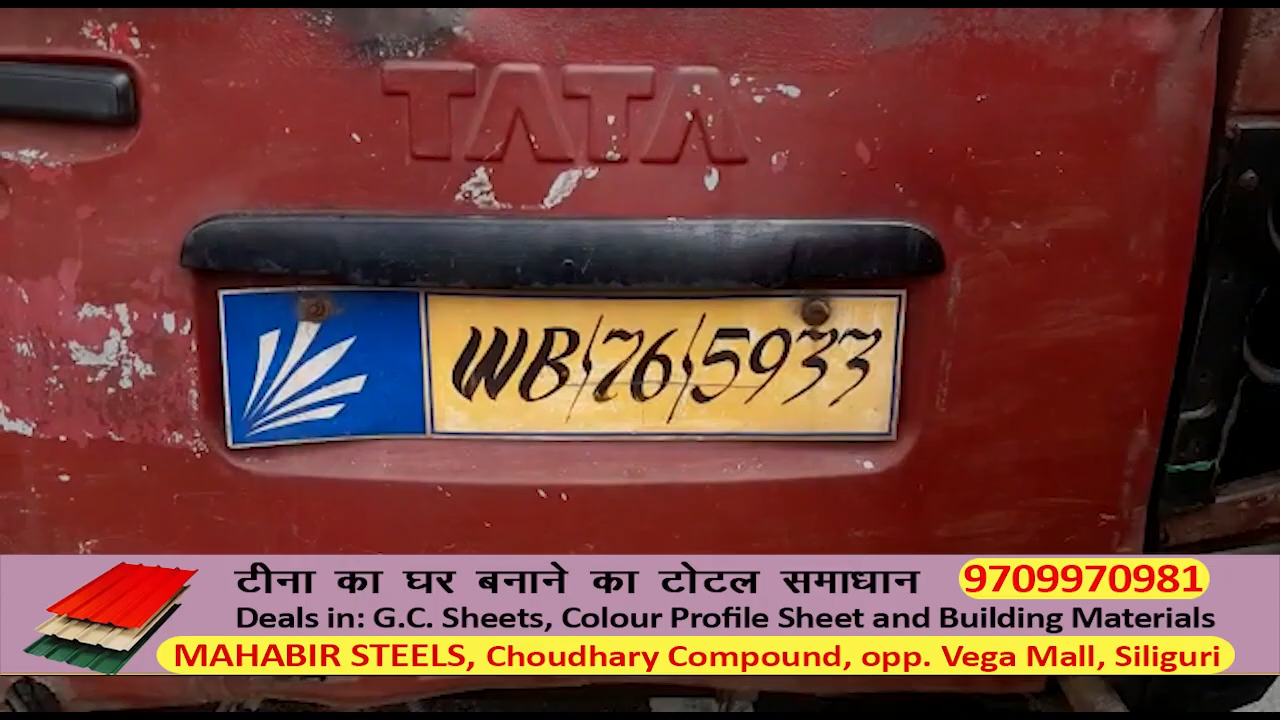 TATA
WB/76/5933
टीना का घर बनाने का टोटल समाधान 9709970981
Deals in: G.C. Sheets, Colour Profile Sheet and Building Materials
MAHABIR STEELS, Choudhary Compound, opp. Vega Mall, Siliguri